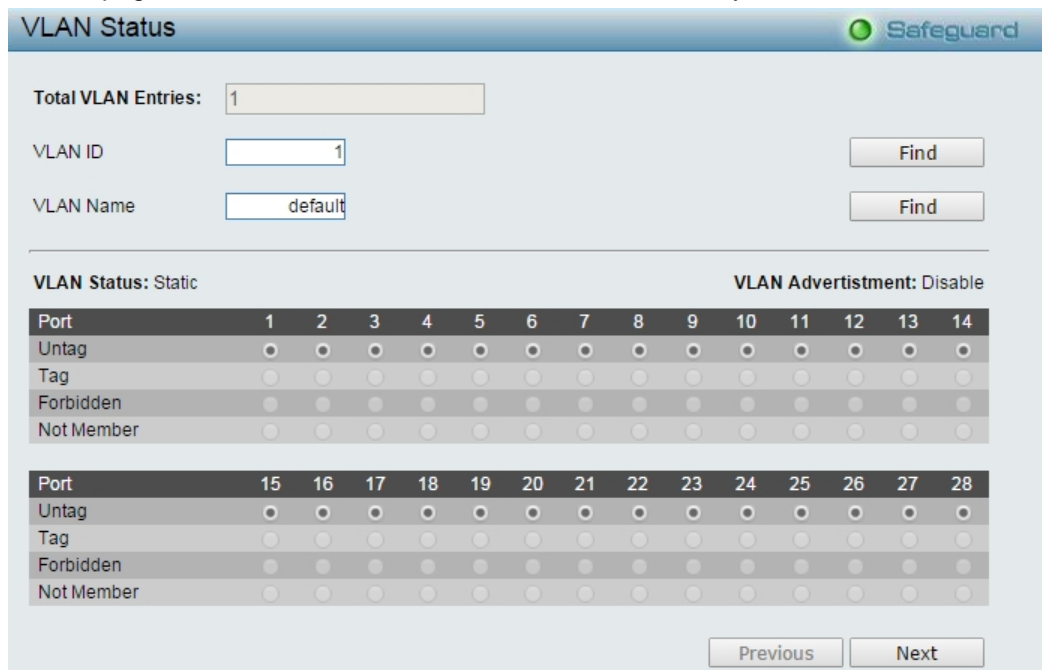 VLAN Status
Safeguard
Total VLAN Entries: 1
VLAN ID 1 Find
VLAN Name default Find
VLAN Status: Static VLAN Advertistment: Disable
Port 1 2 3 4 5 6 7 8 9 10 11 12 13 14
Untag
Tag
Forbidden
Not Member
Port 15 16 17 18 19 20 21 22 23 24 25 26 27 28
Untag
Tag
Forbidden
Not Member
Previous Next